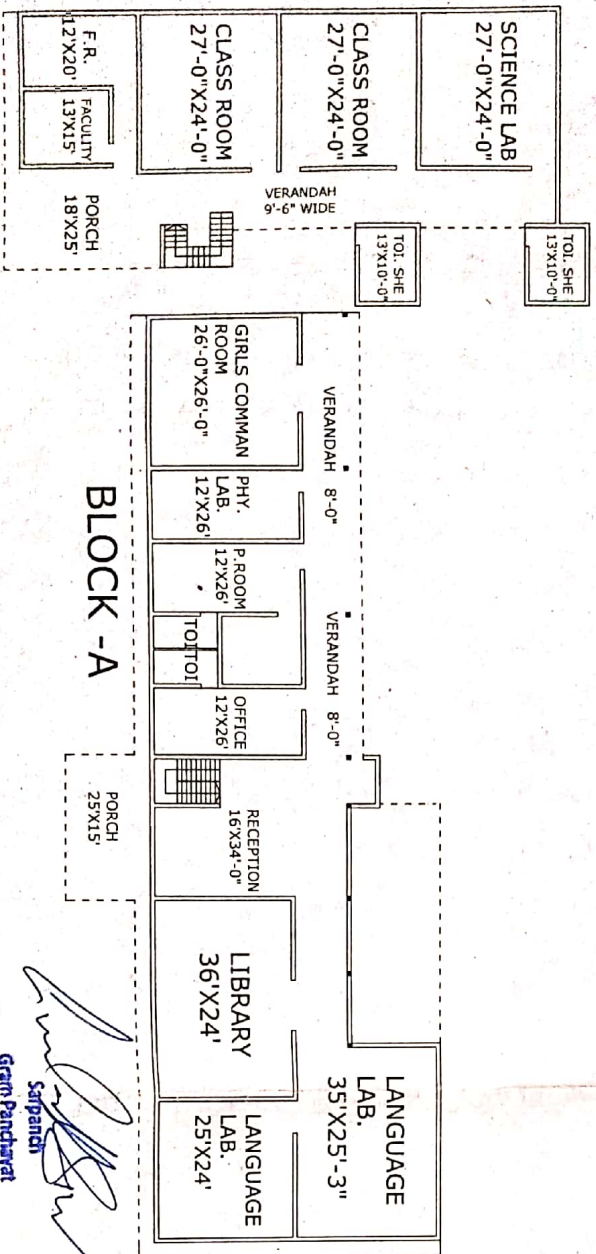 SCIENCE LAB
27'-0"X24'-0"
CLASS ROOM
27'-0"X24'-0"
CLASS ROOM
27'-0"X24'-0"
F.R.
12'X20'
FACULITY
13'X15'
PORCH
18'X25'
VERANDAH
9'-6" WIDE
TOI. SHE
13'X10'-0"
TOI. SHE
13'X10'-0"
GIRLS COMMAN
ROOM
26'-0"X26'-0"
PHY.
LAB.
12'X26'
P.ROOM
12'X26'
TOI
TOI
OFFICE
12'X26'
VERANDAH 8'-0"
VERANDAH 8'-0"
RECEPTION
16'X34'-0"
PORCH
25'X15'
LIBRARY
36'X24'
LANGUAGE
LAB.
35'X25'-3"
LANGUAGE
LAB.
25'X24'
BLOCK -A
Sarpanch
Gram Panchayat